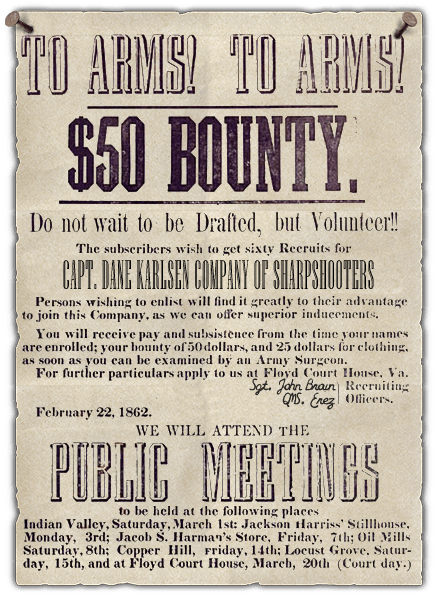 TO ARMS! TO ARMS!
$50 BOUNTY.
Do not wait to be Drafted, but Volunteer!!
The subscribers wish to get sixty Recruits for
CAPT. DANE KARLSEN COMPANY OF SHARPSHOOTERS
Persons wishing to enlist will find it greatly to their advantage
to join this Company, as we can offer superior inducements.
You will receive pay and subsistence from the time your names
are enrolled; your bounty of 50 dollars, and 25 dollars for clothing,
as soon as you can be examined by an Army Surgeon.
For further particulars apply to us at Floyd Court House, Va.
Sgt. John Braun | Recruiting
QMS. Erez | Officers.
February 22, 1862.
WE WILL ATTEND THE
PUBLIC MEETINGS
to be held at the following places
Indian Valley, Saturday, March 1st: Jackson Harriss' Stillhouse,
Monday, 3rd; Jacob S. Harman's Store, Friday, 7th; Oil Mills
Saturday, 8th; Copper Hill, Friday, 14th; Locust Grove, Satur-
day, 15th, and at Floyd Court House, March, 20th (Court day.)